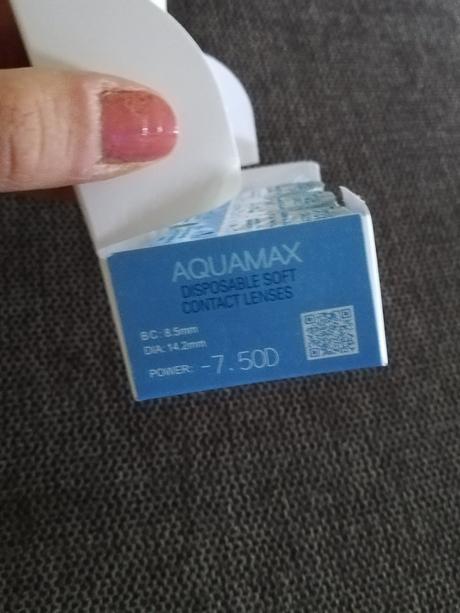 AQUAMAX
DISPOSABLE SOFT
CONTACT LENSES
BC: 8.5mm
DIA: 14.2mm
POWER: -7.50D